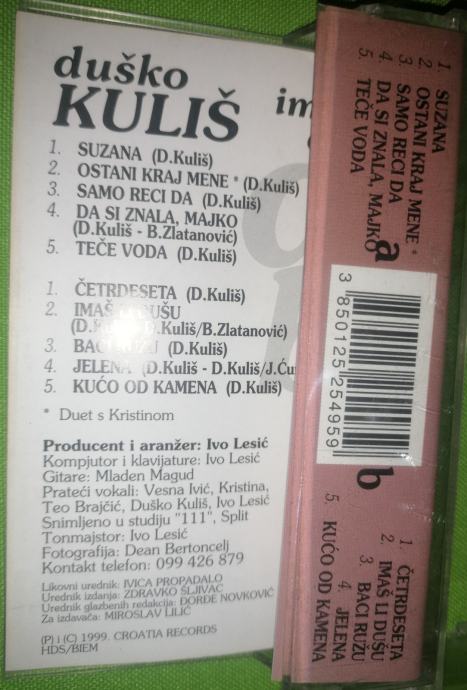 duško
KULIŠ
im
1. SUZANA (D.Kuliš)
2. OSTANI KRAJ MENE * (D.Kuliš)
3. SAMO RECI DA (D.Kuliš)
4. DA SI ZNALA, MAJKO
(D.Kuliš - B.Zlatanović)
5. TEČE VODA (D.Kuliš)
1. ČETRDESETA (D.Kuliš)
2. IMAŠ LI DUŠU
D.Kuliš/B.Zlatanović)
3. BACI RUŽU (D.Kuliš)
4. JELENA (D.Kuliš - D.Kuliš/J.Ću
5. KUĆO OD KAMENA (D.Kuliš)
* Duet s Kristinom
Producent i aranžer: Ivo Lesić
Kompjutor i klavijature: Ivo Lesić
Gitare: Mladen Magud
Prateći vokali: Vesna Ivić, Kristina,
Teo Brajčić, Duško Kuliš, Ivo Lesić
Snimljeno u studiju "111", Split
Tonmajstor: Ivo Lesić
Fotografija: Dean Bertoncelj
Kontakt telefon: 099 426 879
Likovni urednik: IVICA PROPADALO
Urednik izdanja: ZDRAVKO ŠLJIVAC
Urednik glazbenih redakcija: ĐORĐE NOVKOVIĆ
Za izdavača: MIROSLAV LILIĆ
(P) i (C) 1999. CROATIA RECORDS
HDS/BIEM
1. SUZANA
2. OSTANI KRAJ MENE *
3. SAMO RECI DA
4. DA SI ZNALA, MAJKO
5. TEČE VODA
a
3 850125 254959
b
1. ČETRDESETA
2. IMAŠ LI DUŠU
3. BACI RUŽU
4. JELENA
5. KUĆO OD KAMENA